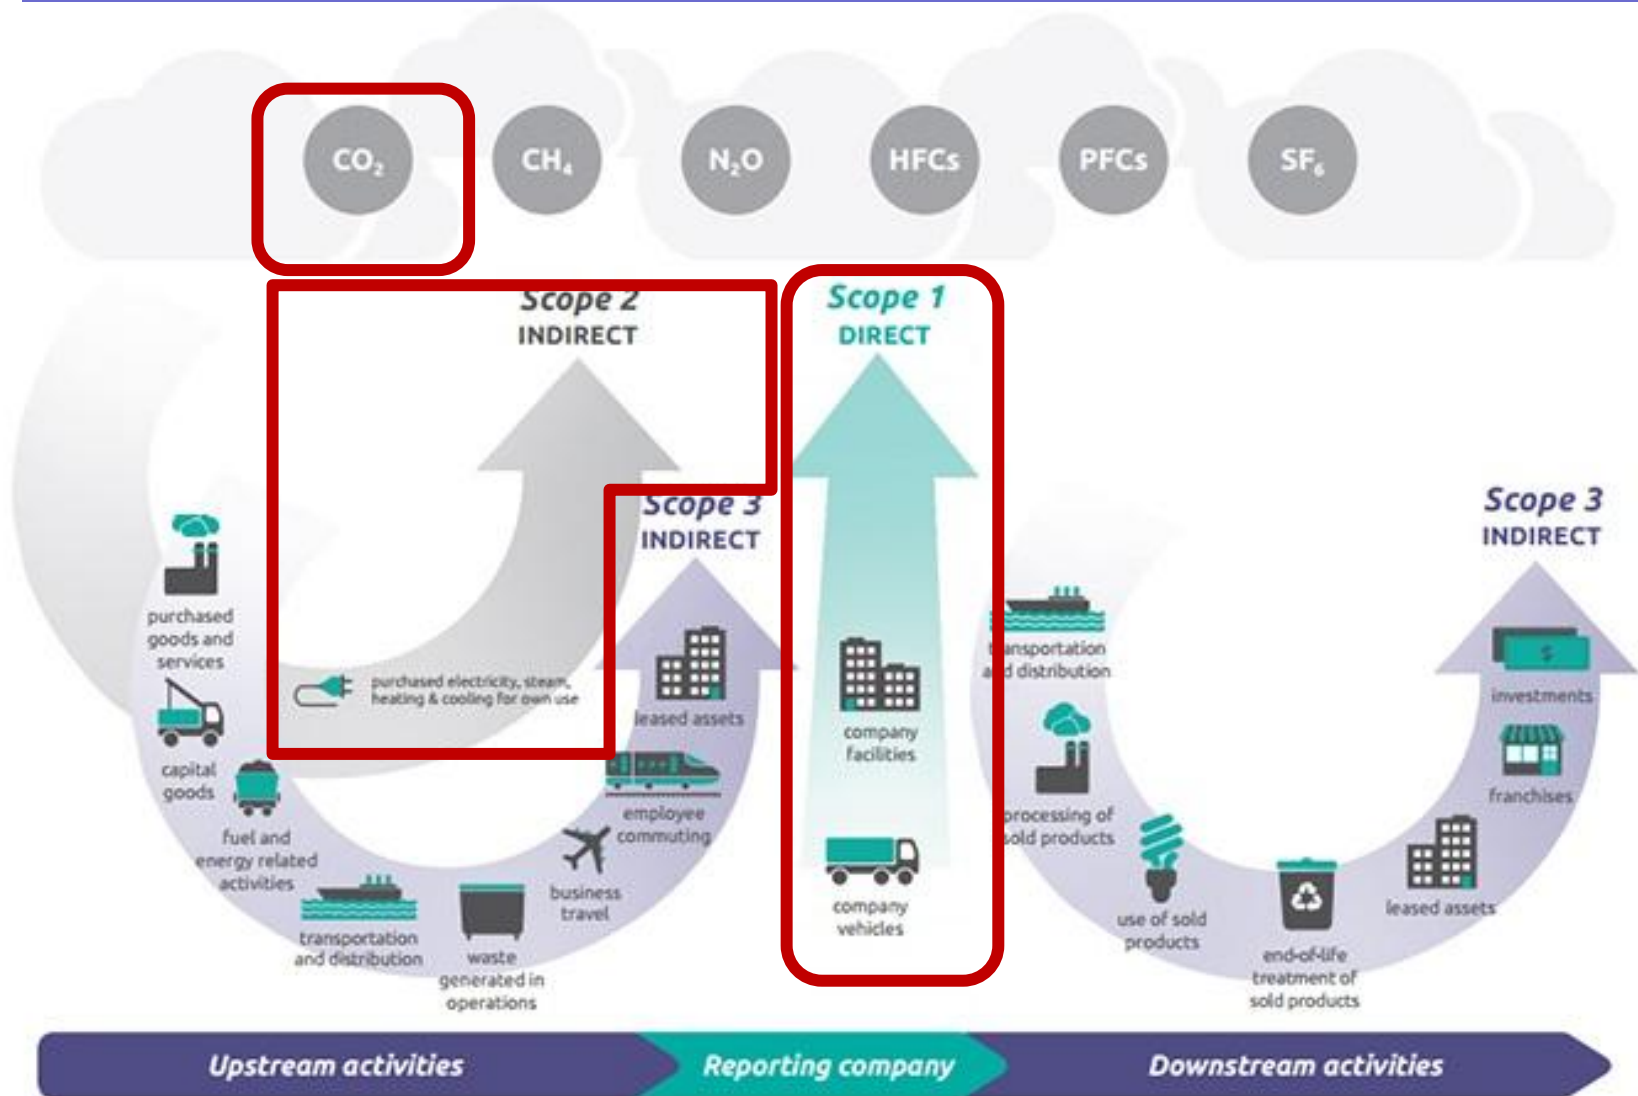 CO₂
CH₄
N₂O
HFCs
PFCs
SF₆
Scope 2
INDIRECT
Scope 1
DIRECT
Scope 3
INDIRECT
Scope 3
INDIRECT
purchased
goods and
services
capital
goods
fuel and
energy related
activities
transportation
and distribution
waste
generated in
operations
business
travel
employee
commuting
leased assets
purchased electricity, steam,
heating & cooling for own use
company
facilities
company
vehicles
transportation
and distribution
processing of
sold products
use of sold
products
end-of-life
treatment of
sold products
leased assets
franchises
investments
$
Upstream activities
Reporting company
Downstream activities